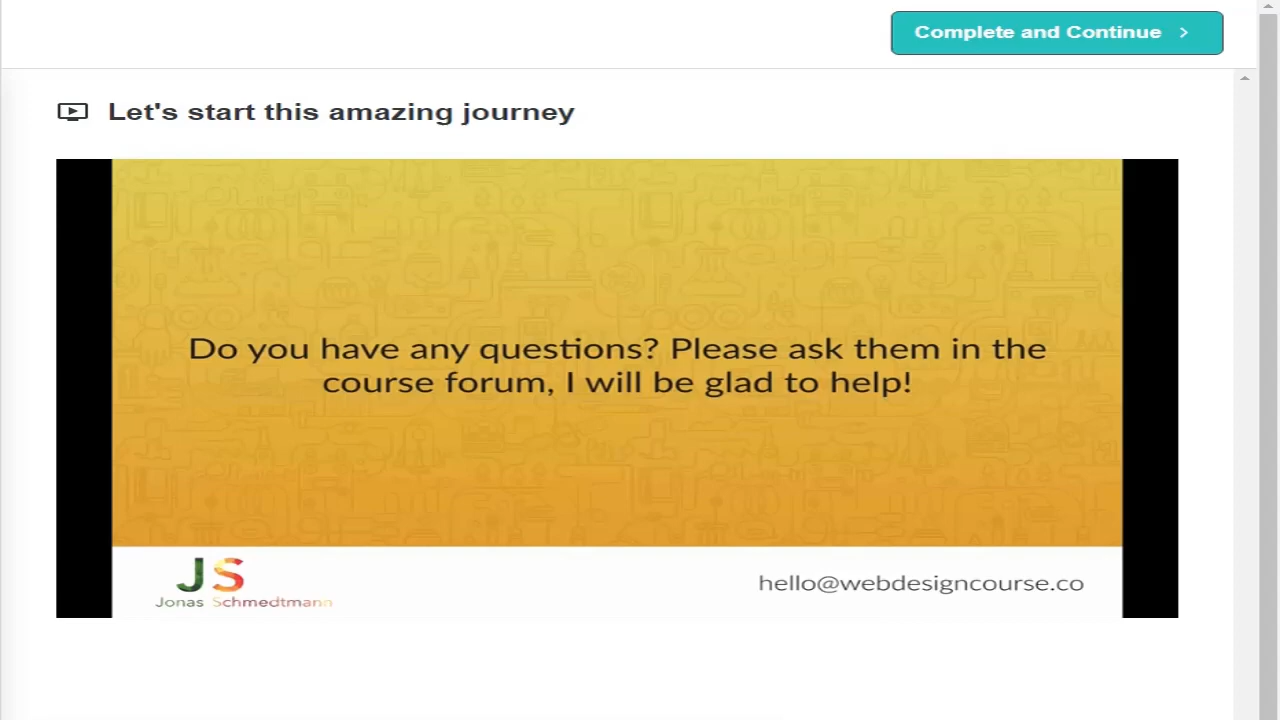 Complete and Continue >
Let's start this amazing journey
Do you have any questions? Please ask them in the
course forum, I will be glad to help!
JS
Jonas Schmedtmann
hello@webdesigncourse.co